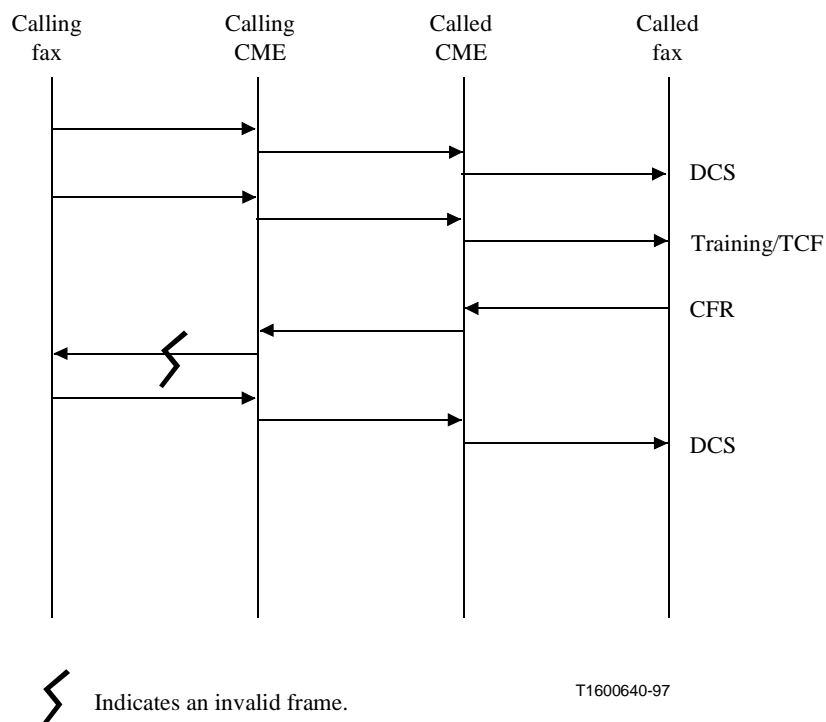 Calling
fax
Calling
CME
Called
CME
Called
fax
DCS
Training/TCF
CFR
DCS
Indicates an invalid frame.
T1600640-97